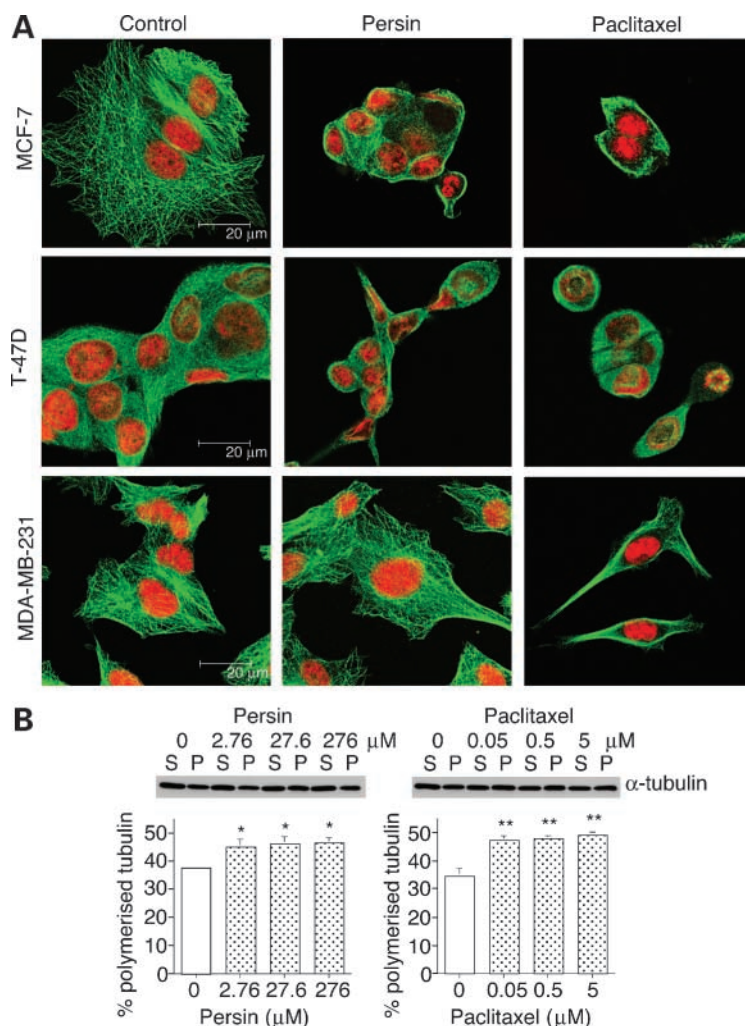 A
Control Persin Paclitaxel
MCF-7
20 μm
T-47D
20 μm
MDA-MB-231
20 μm
B
Persin Paclitaxel
0 2.76 27.6 276 μM 0 0.05 0.5 5 μM
S P S P S P S P S P S P S P S P
α-tubulin
% polymerised tubulin
50
40
30
20
10
0
* * *
0 2.76 27.6 276
Persin (μM)
% polymerised tubulin
50
40
30
20
10
0
** ** **
0 0.05 0.5 5
Paclitaxel (μM)